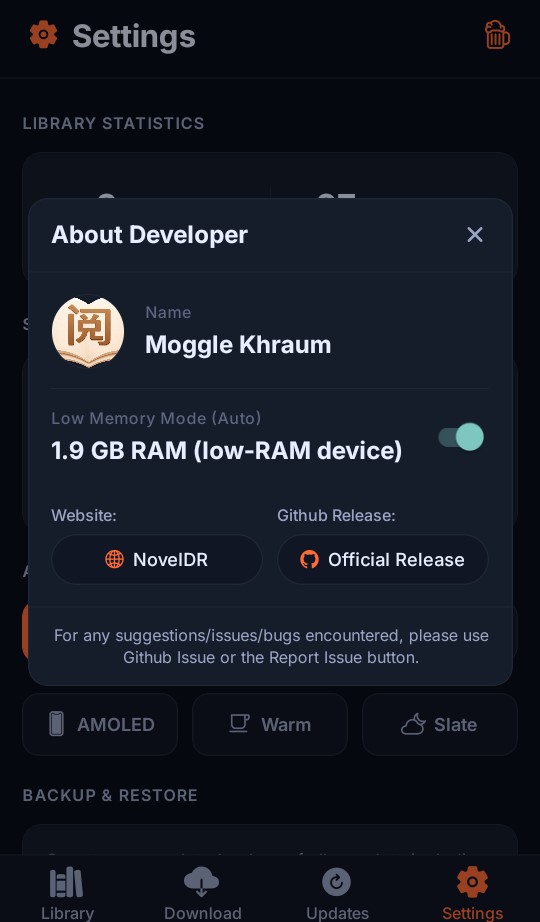 Settings
LIBRARY STATISTICS
About Developer
阅
Name
Moggle Khraum
Low Memory Mode (Auto)
1.9 GB RAM (low-RAM device)
Website:
Github Release:
NovelDR
Official Release
For any suggestions/issues/bugs encountered, please use
Github Issue or the Report Issue button.
AMOLED
Warm
Slate
BACKUP & RESTORE
Library
Download
Updates
Settings